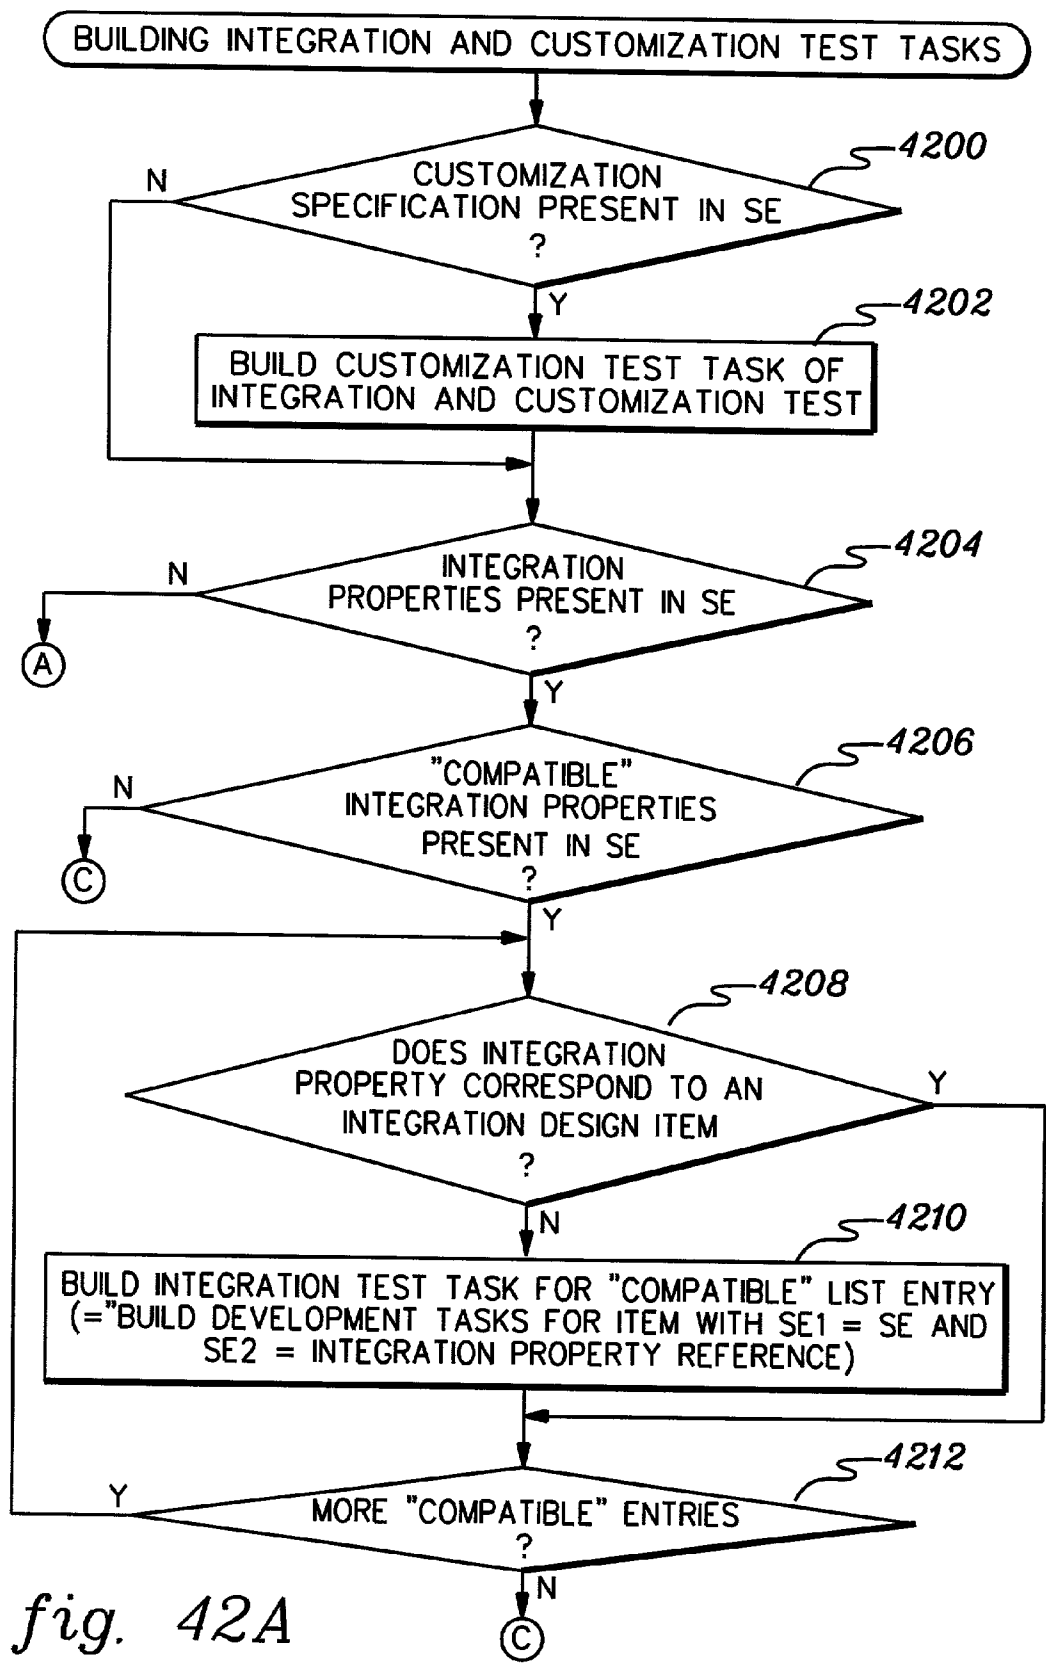 BUILDING INTEGRATION AND CUSTOMIZATION TEST TASKS
4200
N
CUSTOMIZATION
SPECIFICATION PRESENT IN SE
?
Y
4202
BUILD CUSTOMIZATION TEST TASK OF
INTEGRATION AND CUSTOMIZATION TEST
4204
N
INTEGRATION
PROPERTIES PRESENT IN SE
?
A
Y
4206
N
"COMPATIBLE"
INTEGRATION PROPERTIES
PRESENT IN SE
?
C
Y
4208
DOES INTEGRATION
PROPERTY CORRESPOND TO AN
INTEGRATION DESIGN ITEM
?
Y
N
4210
BUILD INTEGRATION TEST TASK FOR "COMPATIBLE" LIST ENTRY
(="BUILD DEVELOPMENT TASKS FOR ITEM WITH SE1 = SE AND
SE2 = INTEGRATION PROPERTY REFERENCE)
4212
Y
MORE "COMPATIBLE" ENTRIES
?
N
C
fig. 42A